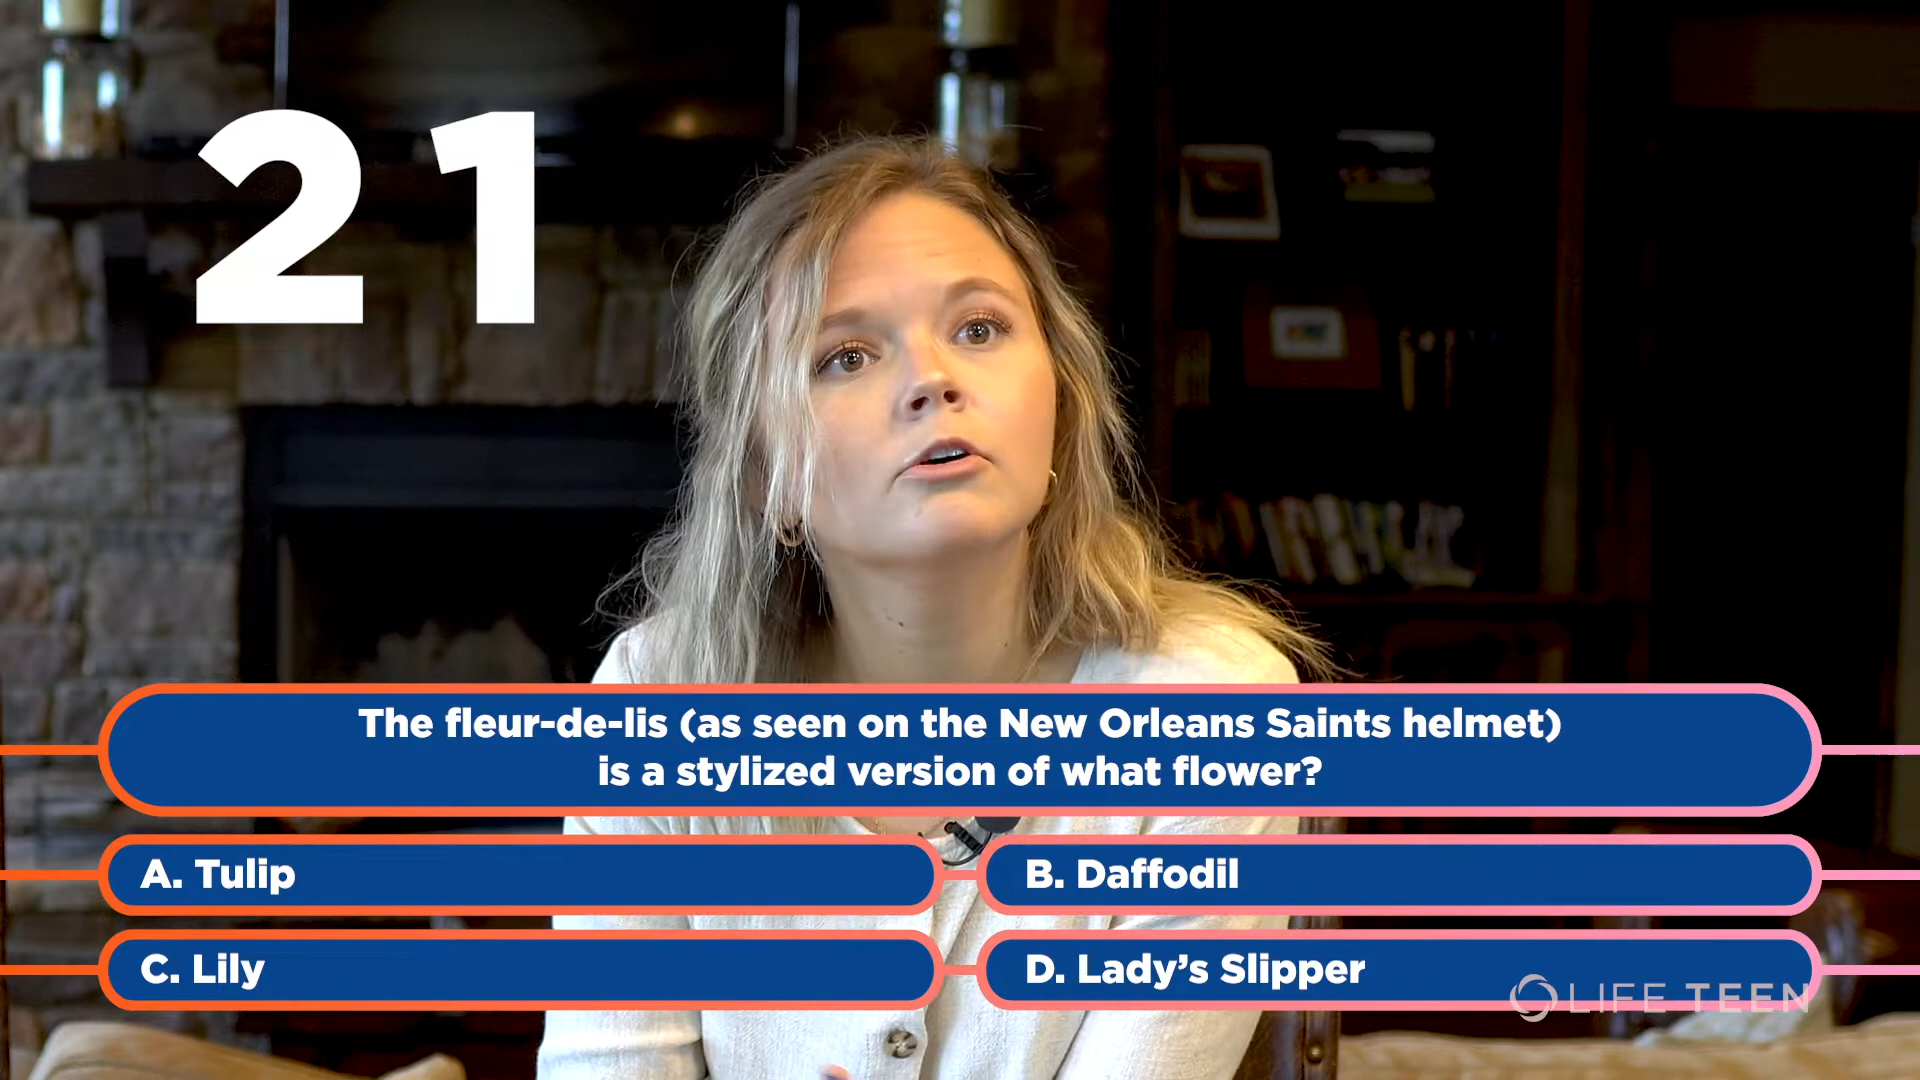 21
The fleur-de-lis (as seen on the New Orleans Saints helmet)
is a stylized version of what flower?
A. Tulip
B. Daffodil
C. Lily
D. Lady’s Slipper
LIFE TEEN